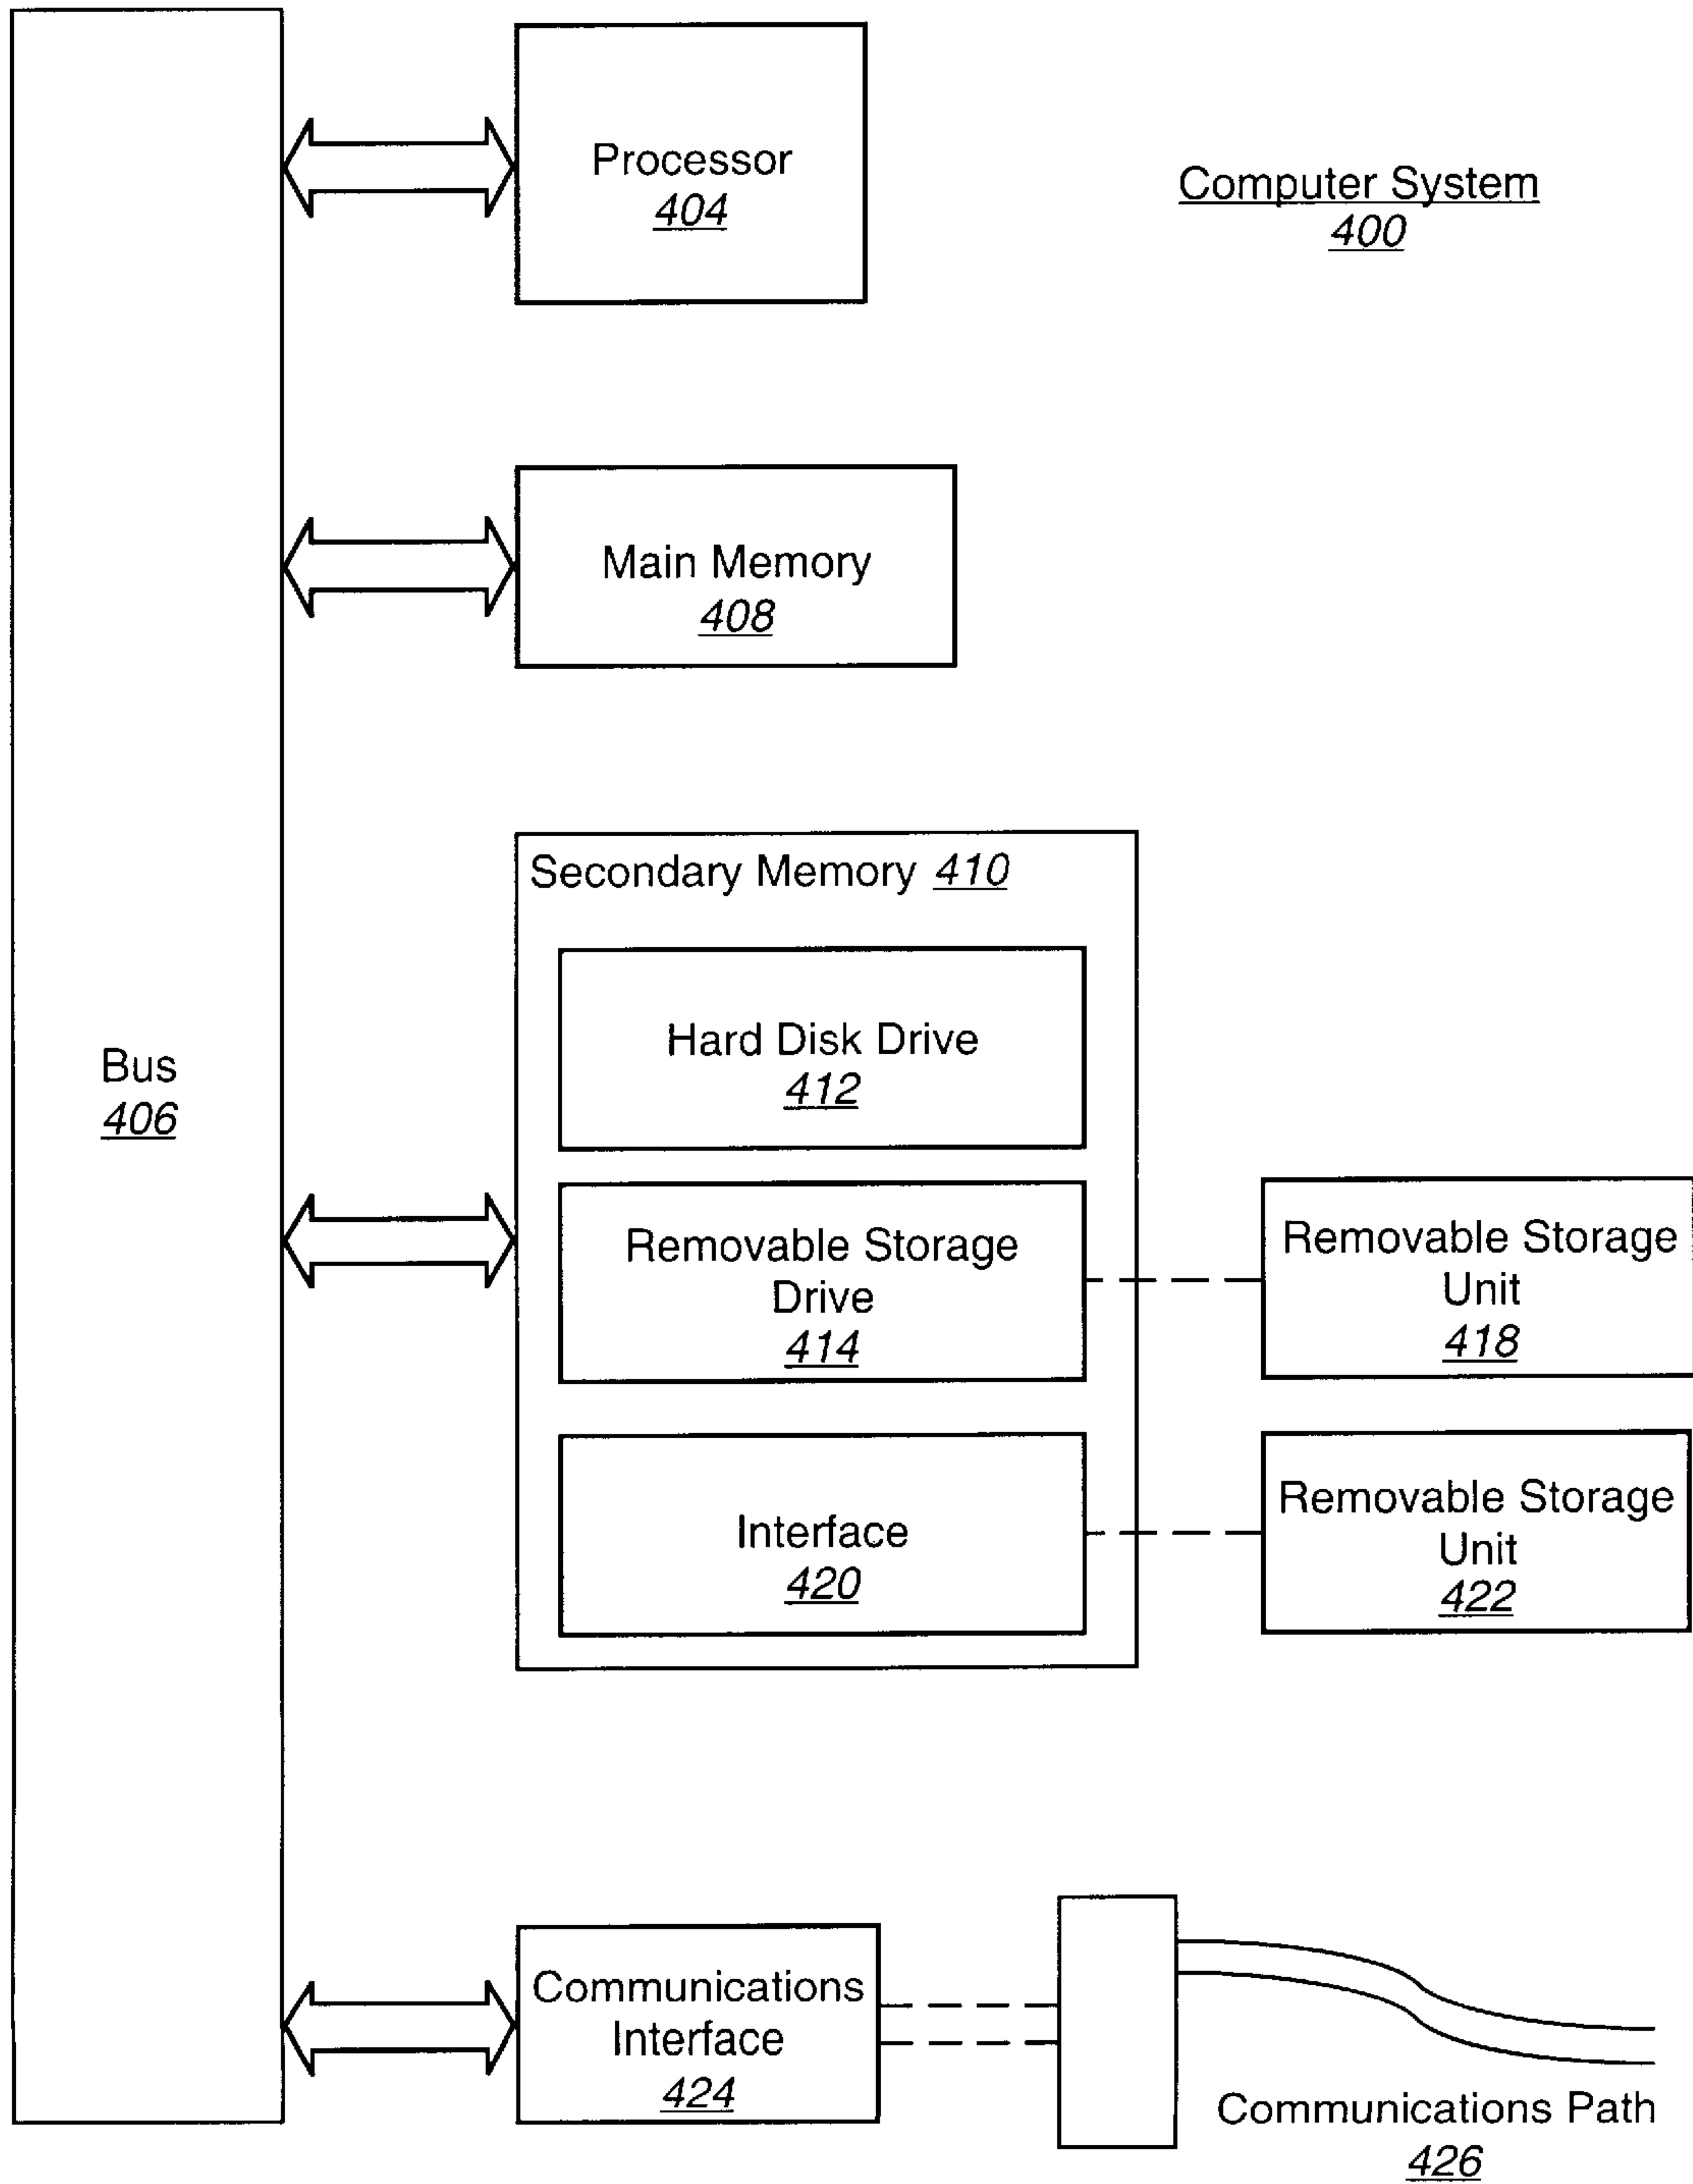 Processor
404
Computer System
400
Main Memory
408
Secondary Memory 410
Hard Disk Drive
412
Bus
406
Removable Storage
Drive
414
Removable Storage
Unit
418
Interface
420
Removable Storage
Unit
422
Communications
Interface
424
Communications Path
426